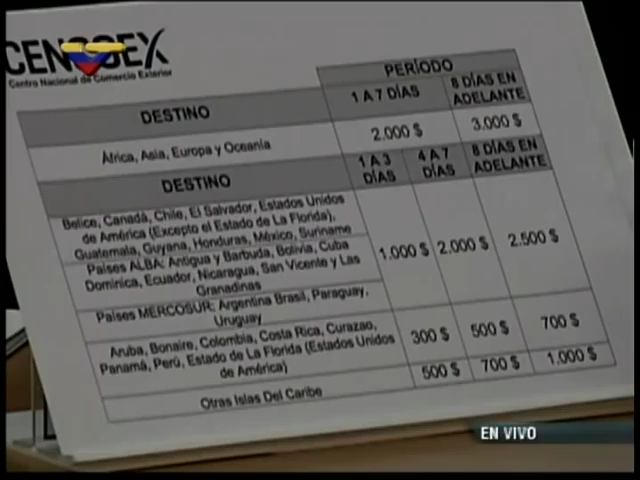 CENCOEX
Centro Nacional de Comercio Exterior
PERÍODO
DESTINO
1 A 7 DÍAS
8 DÍAS EN
ADELANTE
África, Asia, Europa y Oceanía
2.000 $
3.000 $
DESTINO
1 A 3
DÍAS
4 A 7
DÍAS
8 DÍAS EN
ADELANTE
Belice, Canadá, Chile, El Salvador, Estados Unidos
de América (Excepto el Estado de La Florida),
Guatemala, Guyana, Honduras, México, Suriname
Países ALBA: Antigua y Barbuda, Bolivia, Cuba
Dominica, Ecuador, Nicaragua, San Vicente y Las
Granadinas
Países MERCOSUR: Argentina Brasil, Paraguay,
Uruguay
1.000 $
2.000 $
2.500 $
Aruba, Bonaire, Colombia, Costa Rica, Curazao,
Panamá, Perú, Estado de La Florida (Estados Unidos
de América)
300 $
500 $
700 $
Otras Islas Del Caribe
500 $
700 $
1.000 $
EN VIVO